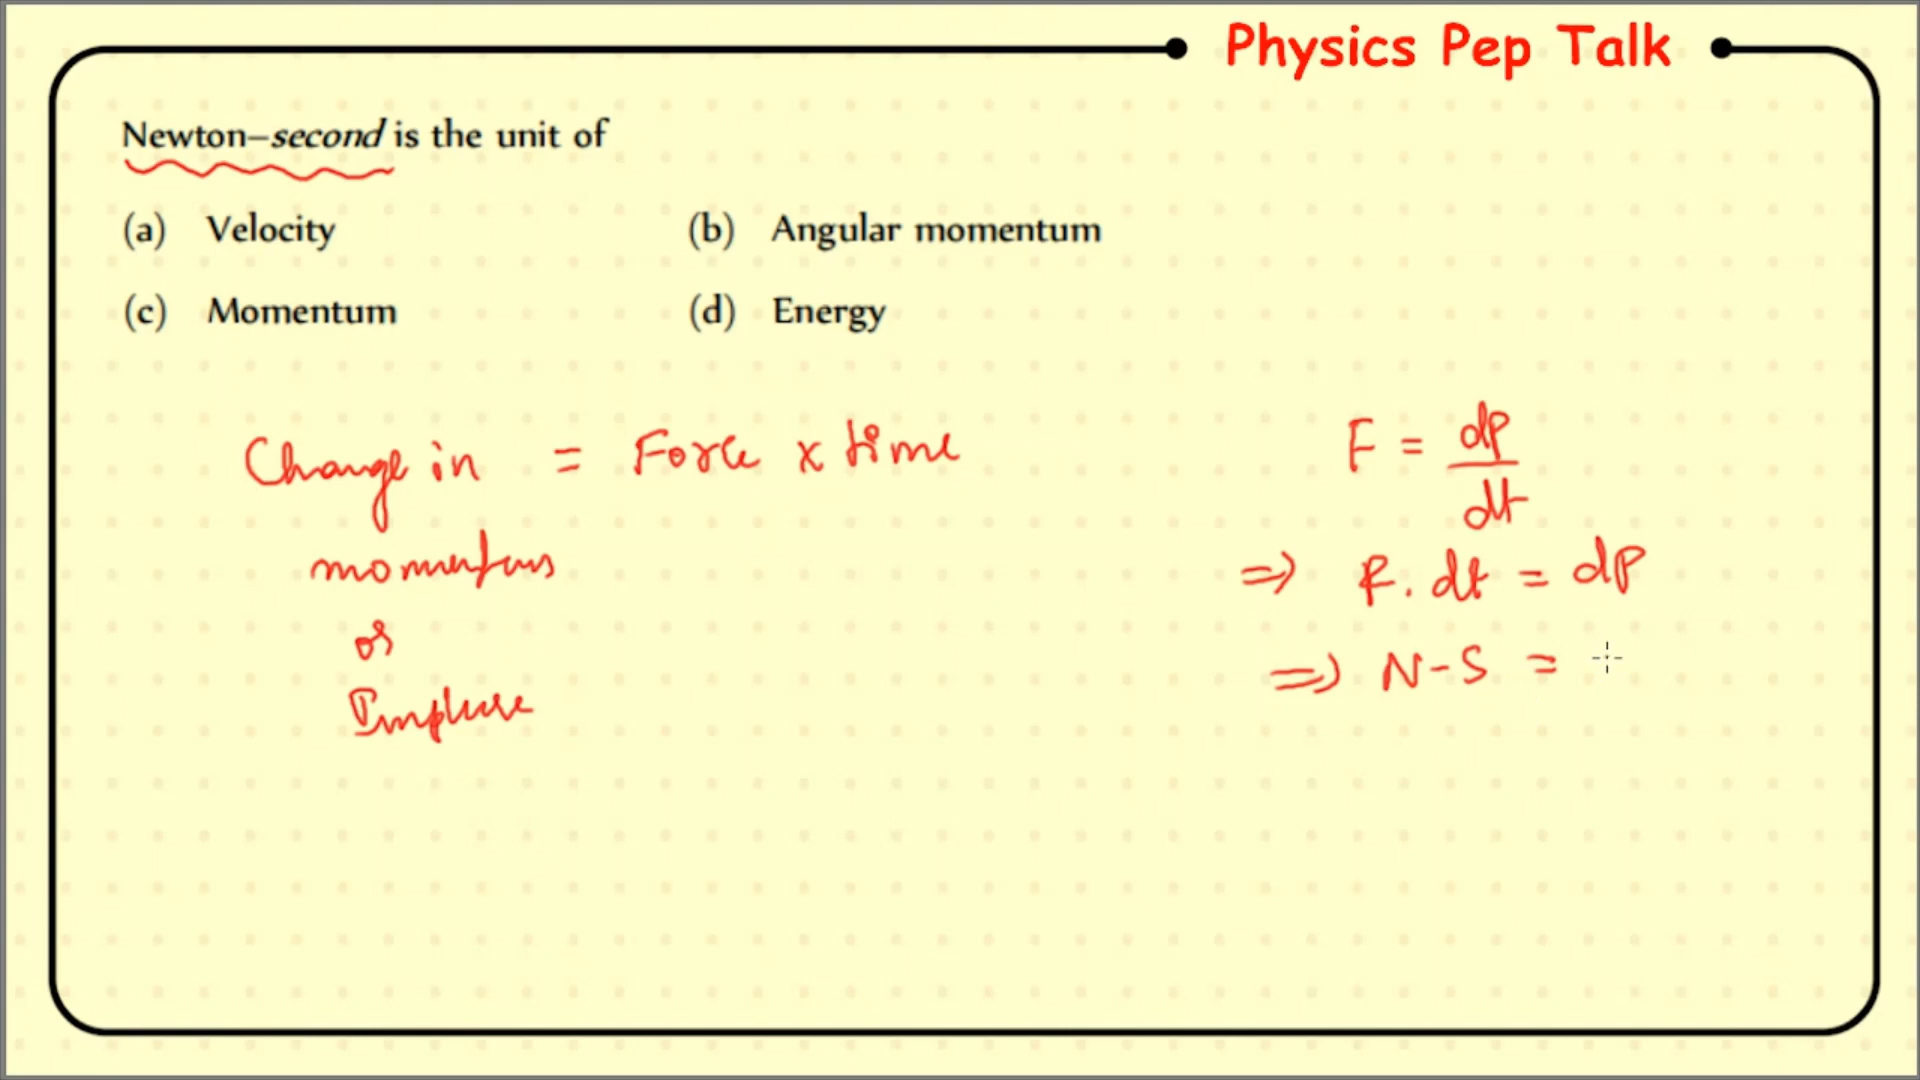 Physics Pep Talk
Newton–second is the unit of
(a) Velocity (b) Angular momentum
(c) Momentum (d) Energy
Change in = Force x time
momentum
or
Impulse
F = dp
dt
⇒ F. dt = dp
⇒ N-S =